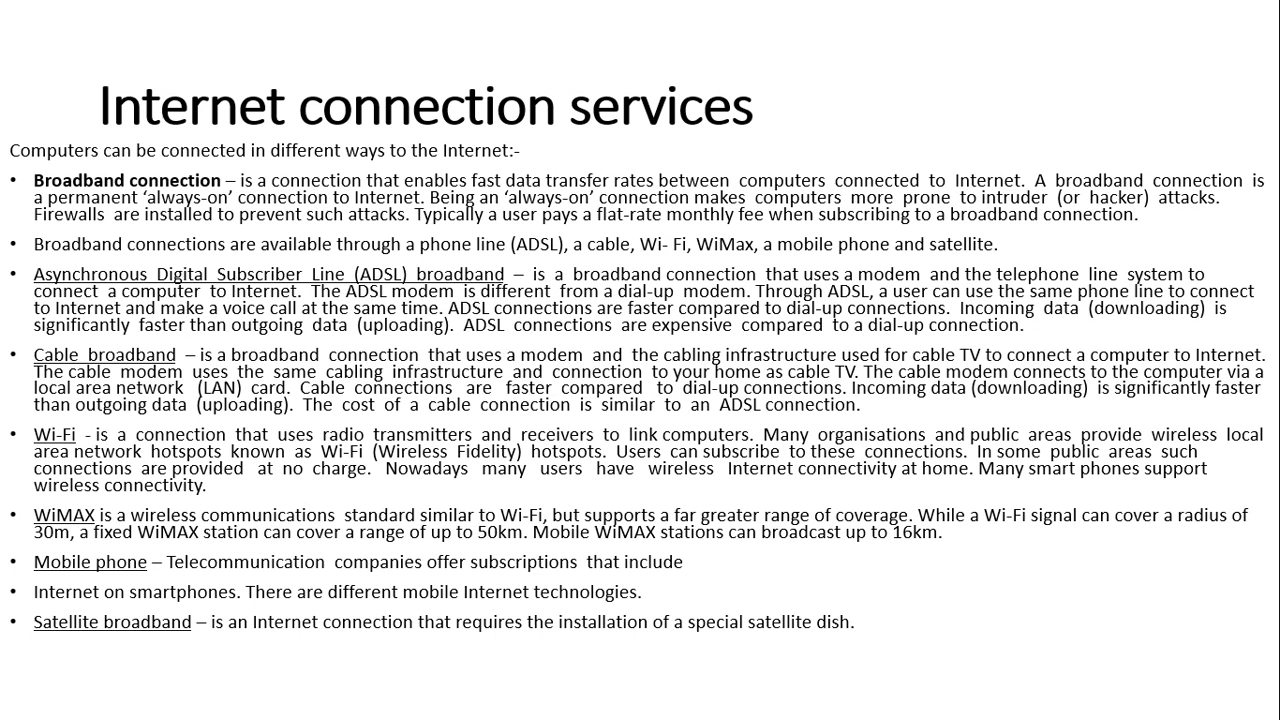 Internet connection services
Computers can be connected in different ways to the Internet:-
• Broadband connection – is a connection that enables fast data transfer rates between computers connected to Internet. A broadband connection is
a permanent ‘always-on’ connection to Internet. Being an ‘always-on’ connection makes computers more prone to intruder (or hacker) attacks.
Firewalls are installed to prevent such attacks. Typically a user pays a flat-rate monthly fee when subscribing to a broadband connection.
• Broadband connections are available through a phone line (ADSL), a cable, Wi- Fi, WiMax, a mobile phone and satellite.
• Asynchronous Digital Subscriber Line (ADSL) broadband – is a broadband connection that uses a modem and the telephone line system to
connect a computer to Internet. The ADSL modem is different from a dial-up modem. Through ADSL, a user can use the same phone line to connect
to Internet and make a voice call at the same time. ADSL connections are faster compared to dial-up connections. Incoming data (downloading) is
significantly faster than outgoing data (uploading). ADSL connections are expensive compared to a dial-up connection.
• Cable broadband – is a broadband connection that uses a modem and the cabling infrastructure used for cable TV to connect a computer to Internet.
The cable modem uses the same cabling infrastructure and connection to your home as cable TV. The cable modem connects to the computer via a
local area network (LAN) card. Cable connections are faster compared to dial-up connections. Incoming data (downloading) is significantly faster
than outgoing data (uploading). The cost of a cable connection is similar to an ADSL connection.
• Wi-Fi - is a connection that uses radio transmitters and receivers to link computers. Many organisations and public areas provide wireless local
area network hotspots known as Wi-Fi (Wireless Fidelity) hotspots. Users can subscribe to these connections. In some public areas such
connections are provided at no charge. Nowadays many users have wireless Internet connectivity at home. Many smart phones support
wireless connectivity.
• WiMAX is a wireless communications standard similar to Wi-Fi, but supports a far greater range of coverage. While a Wi-Fi signal can cover a radius of
30m, a fixed WiMAX station can cover a range of up to 50km. Mobile WiMAX stations can broadcast up to 16km.
• Mobile phone – Telecommunication companies offer subscriptions that include
• Internet on smartphones. There are different mobile Internet technologies.
• Satellite broadband – is an Internet connection that requires the installation of a special satellite dish.